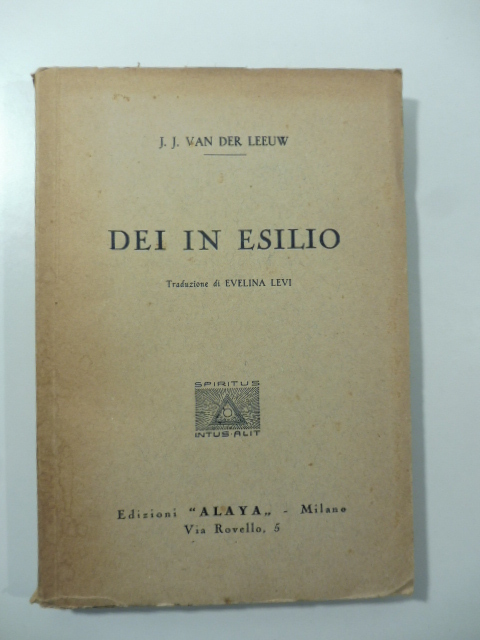 J. J. VAN DER LEEUW
DEI IN ESILIO
Traduzione di EVELINA LEVI
SPIRITUS
INTUS·ALIT
Edizioni "ALAYA„ - Milano
Via Rovello, 5